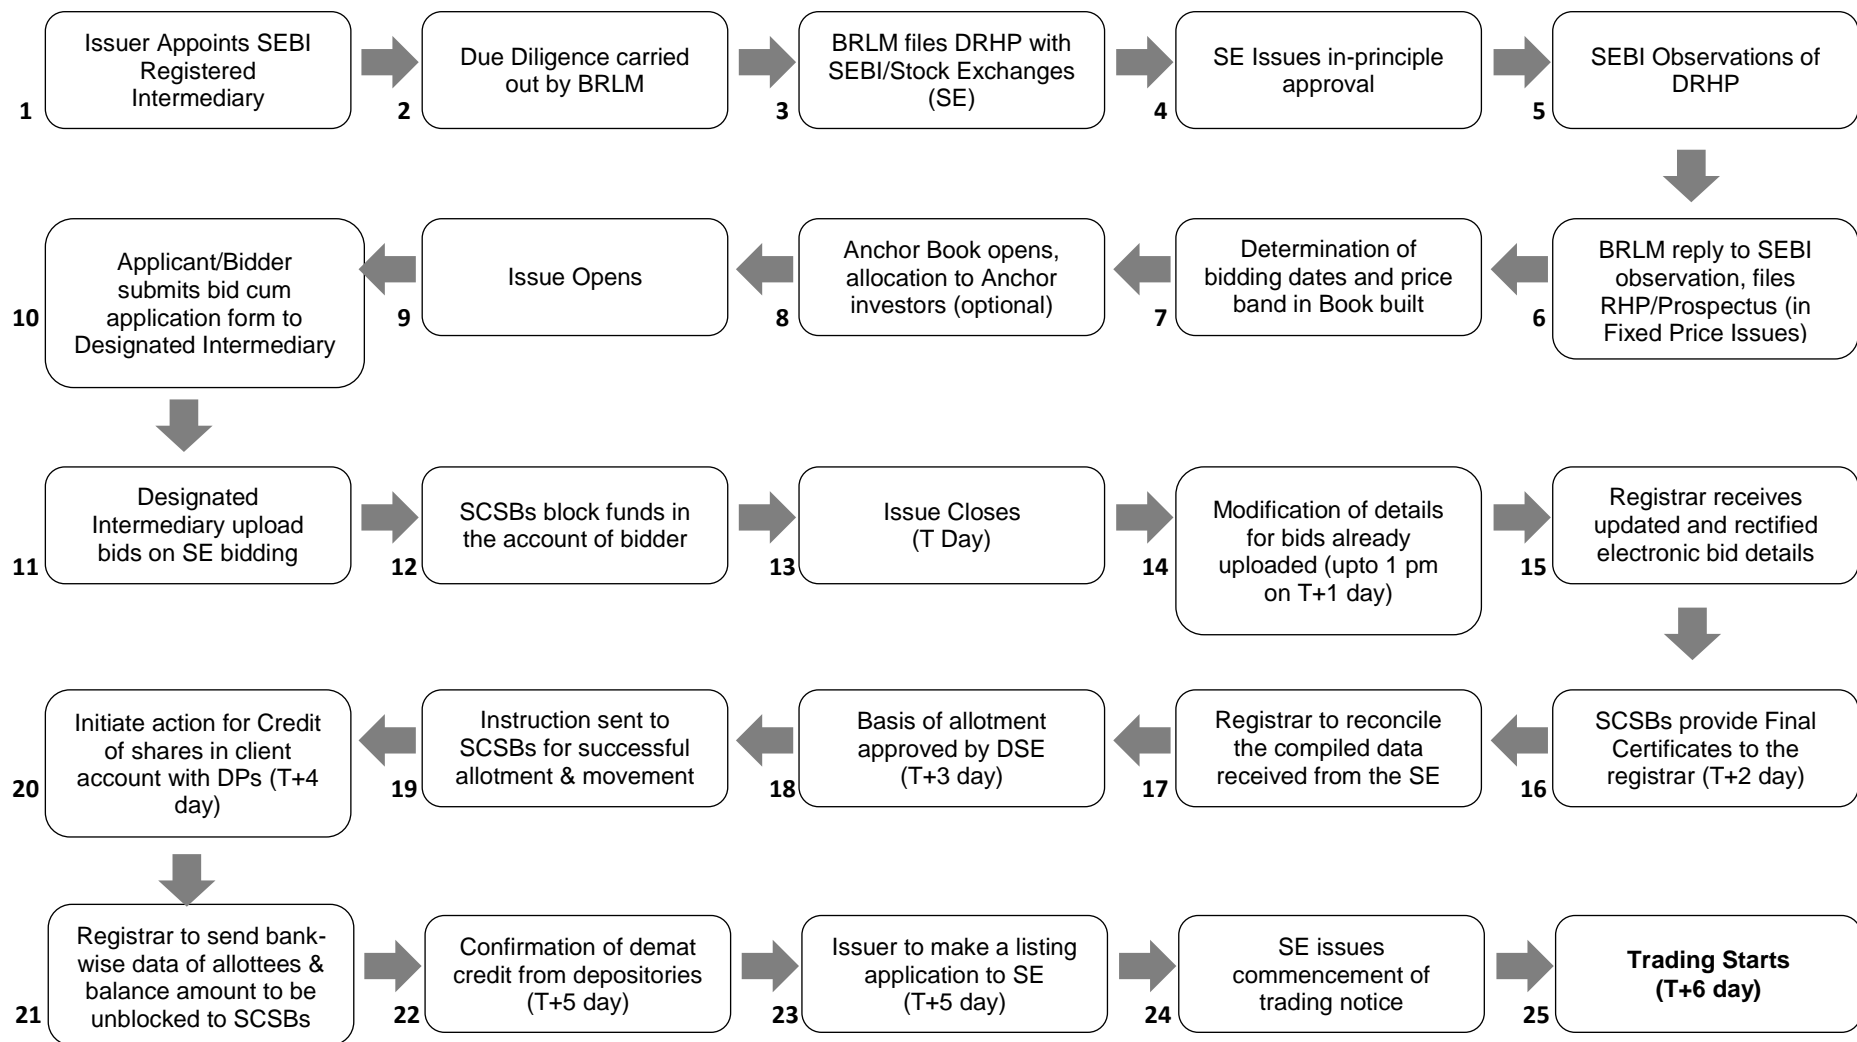 Issuer Appoints SEBI
Registered
Intermediary
1
Due Diligence carried
out by BRLM
2
BRLM files DRHP with
SEBI/Stock Exchanges
(SE)
3
SE Issues in-principle
approval
4
SEBI Observations of
DRHP
5
BRLM reply to SEBI
observation, files
RHP/Prospectus (in
Fixed Price Issues)
6
Determination of
bidding dates and price
band in Book built
7
Anchor Book opens,
allocation to Anchor
investors (optional)
8
Issue Opens
9
Applicant/Bidder
submits bid cum
application form to
Designated Intermediary
10
Designated
Intermediary upload
bids on SE bidding
11
SCSBs block funds in
the account of bidder
12
Issue Closes
(T Day)
13
Modification of details
for bids already
uploaded (upto 1 pm
on T+1 day)
14
Registrar receives
updated and rectified
electronic bid details
15
SCSBs provide Final
Certificates to the
registrar (T+2 day)
16
Registrar to reconcile
the compiled data
received from the SE
17
Basis of allotment
approved by DSE
(T+3 day)
18
Instruction sent to
SCSBs for successful
allotment & movement
19
Initiate action for Credit
of shares in client
account with DPs (T+4
day)
20
Registrar to send bank-
wise data of allottees &
balance amount to be
unblocked to SCSBs
21
Confirmation of demat
credit from depositories
(T+5 day)
22
Issuer to make a listing
application to SE
(T+5 day)
23
SE issues
commencement of
trading notice
24
Trading Starts
(T+6 day)
25